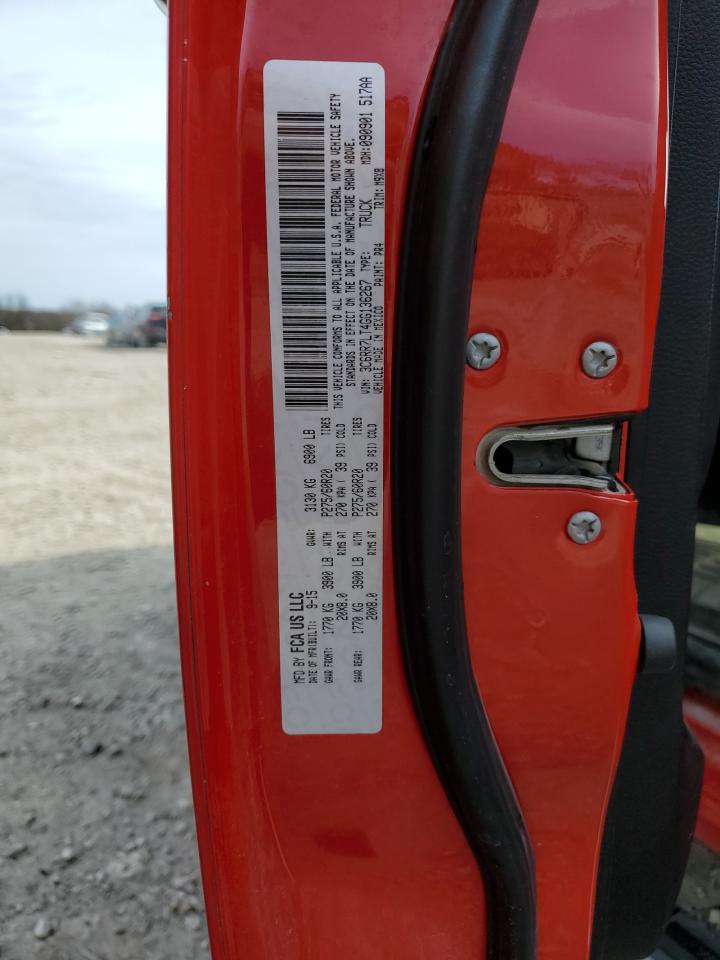 MFD BY FCA US LLC
DATE OF MFR(BUILT): 9-15 GVWR: 3130 KG 6900 LB
GAWR FRONT: 1770 KG 3900 LB WITH P275/60R20 TIRES
20X8.0 RIMS AT 270 KPA ( 39 PSI) COLD
GAWR REAR: 1770 KG 3900 LB WITH P275/60R20 TIRES
20X8.0 RIMS AT 270 KPA ( 39 PSI) COLD
THIS VEHICLE CONFORMS TO ALL APPLICABLE U.S.A. FEDERAL MOTOR VEHICLE SAFETY
STANDARDS IN EFFECT ON THE DATE OF MANUFACTURE SHOWN ABOVE.
VIN: 3C6RR7LT4GG136267 TYPE: TRUCK MDH:090901 517AA
VEHICLE MADE IN MEXICO PAINT: PR4 TRIM: M9X8